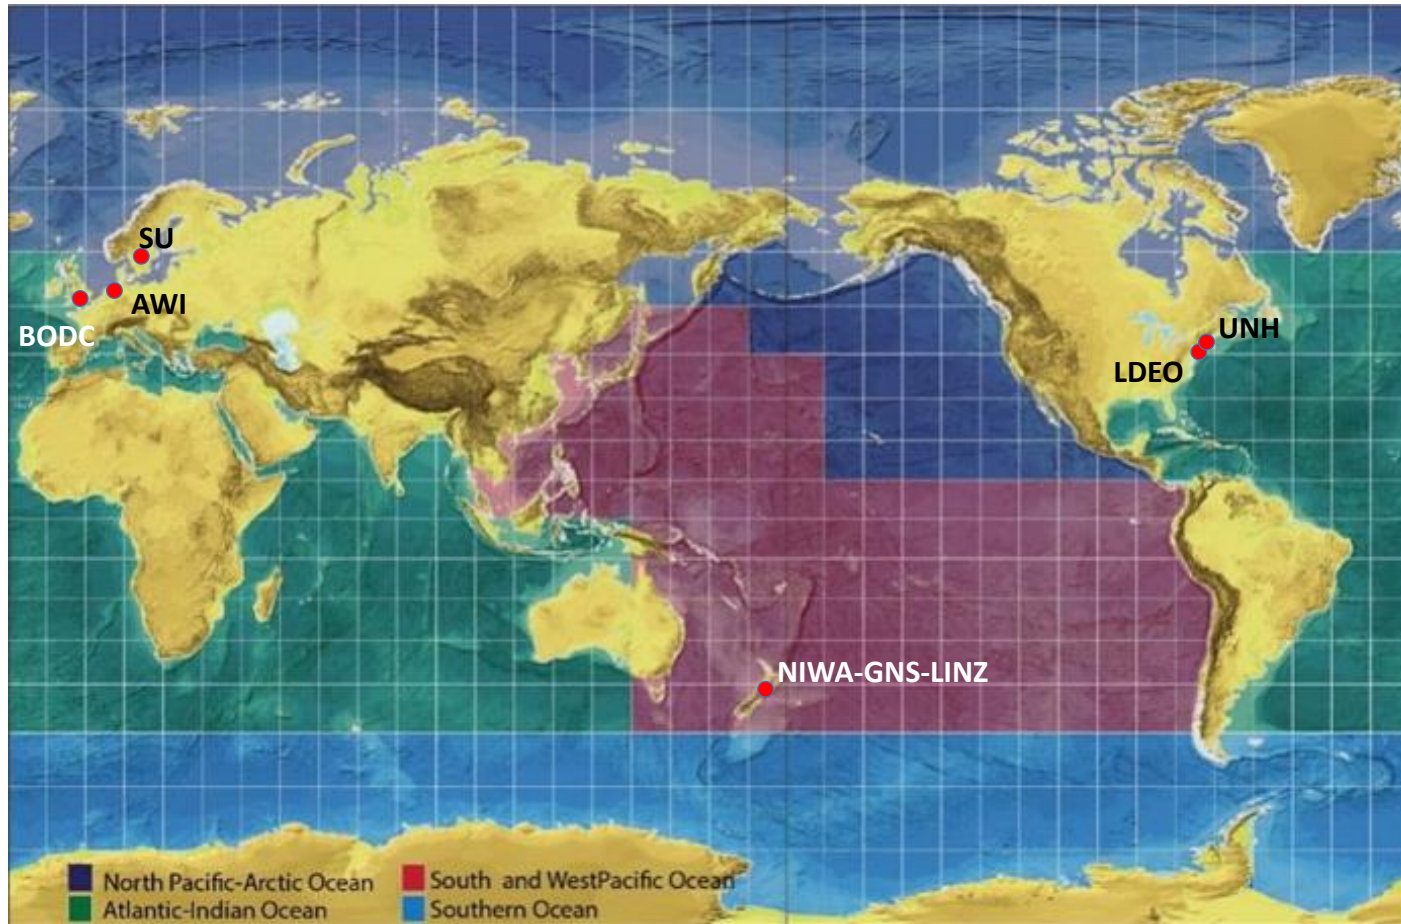 SU
AWI
BODC
UNH
LDEO
NIWA-GNS-LINZ
North Pacific-Arctic Ocean
South and WestPacific Ocean
Atlantic-Indian Ocean
Southern Ocean